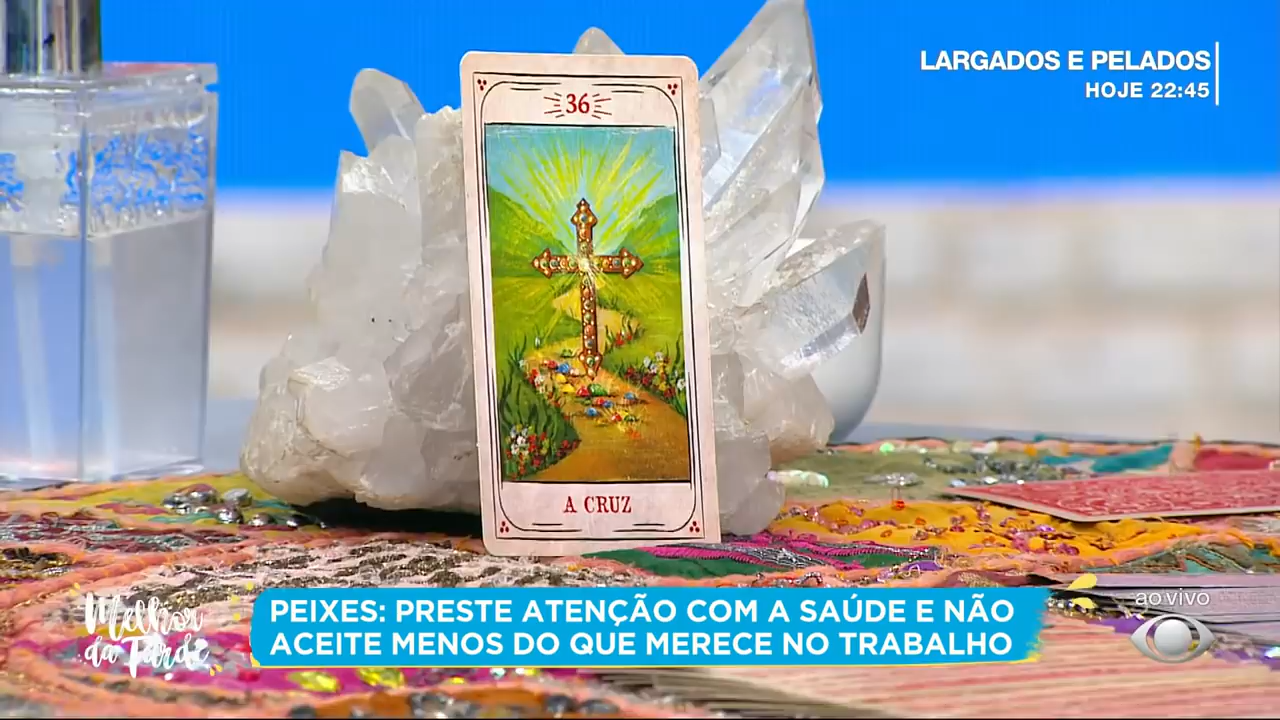 LARGADOS E PELADOS
HOJE 22:45
36
A CRUZ
ao vivo
Melhor
da Tarde
PEIXES: PRESTE ATENÇÃO COM A SAÚDE E NÃO
ACEITE MENOS DO QUE MERECE NO TRABALHO